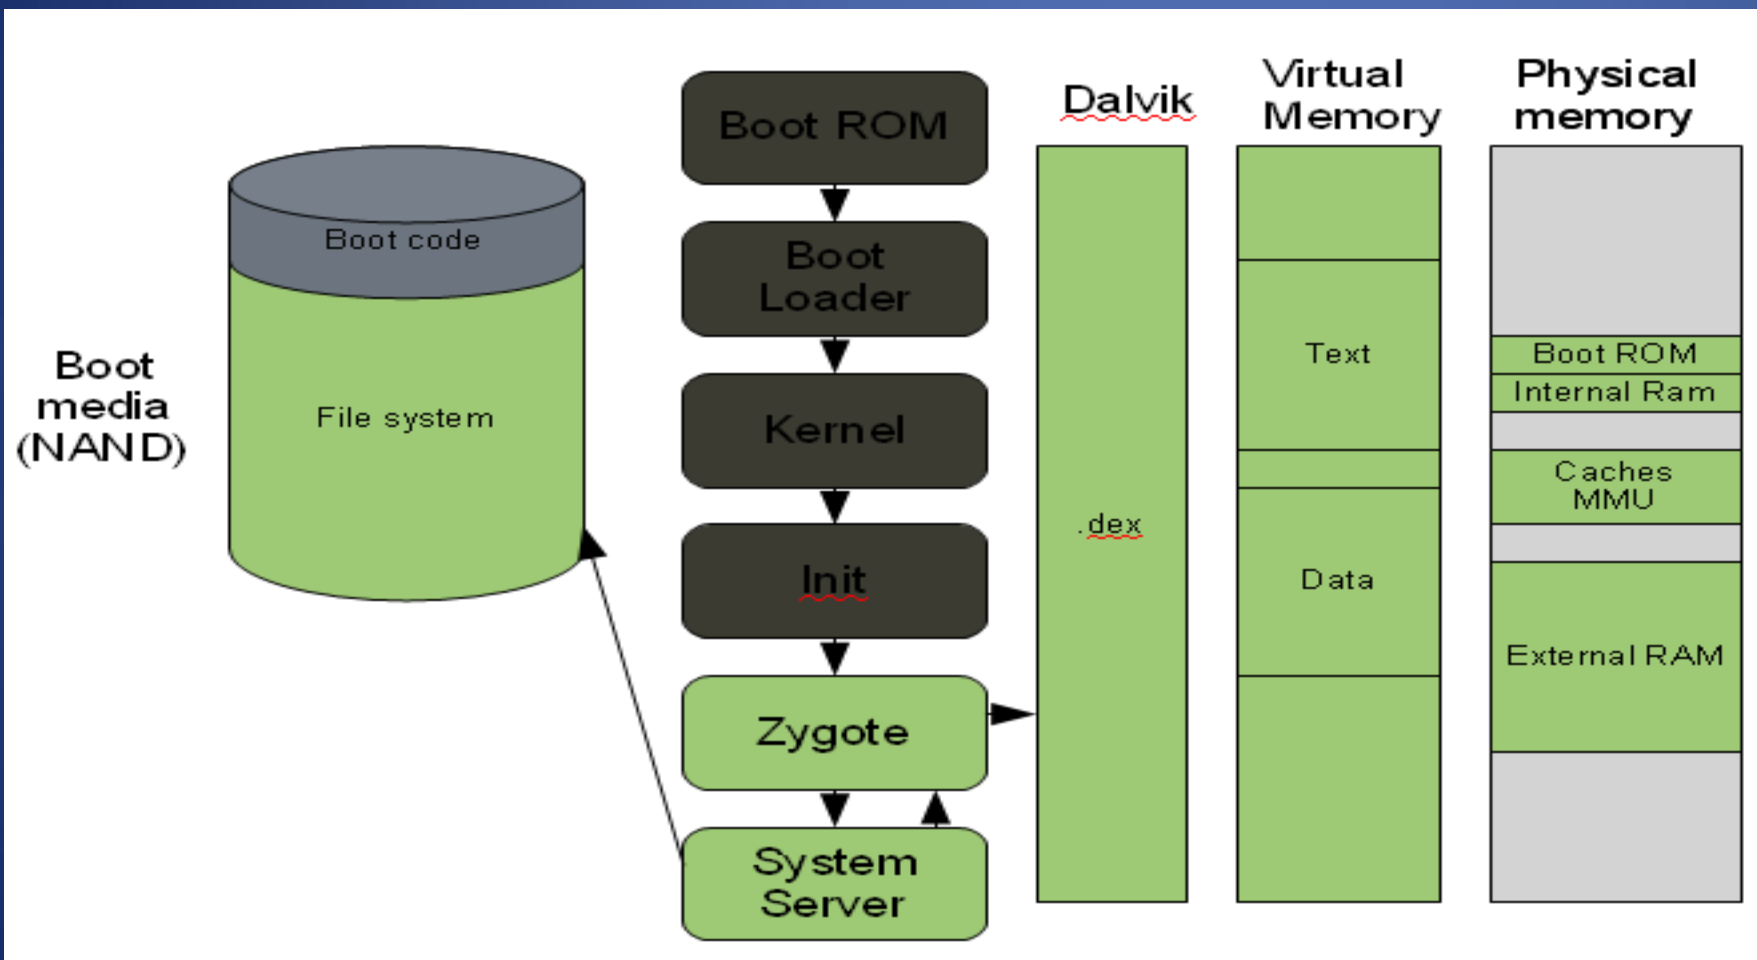 Boot
media
(NAND)
Boot code
File system
Boot ROM
Boot
Loader
Kernel
Init
Zygote
System
Server
Dalvik
.dex
Virtual
Memory
Text
Data
Physical
memory
Boot ROM
Internal Ram
Caches
MMU
External RAM